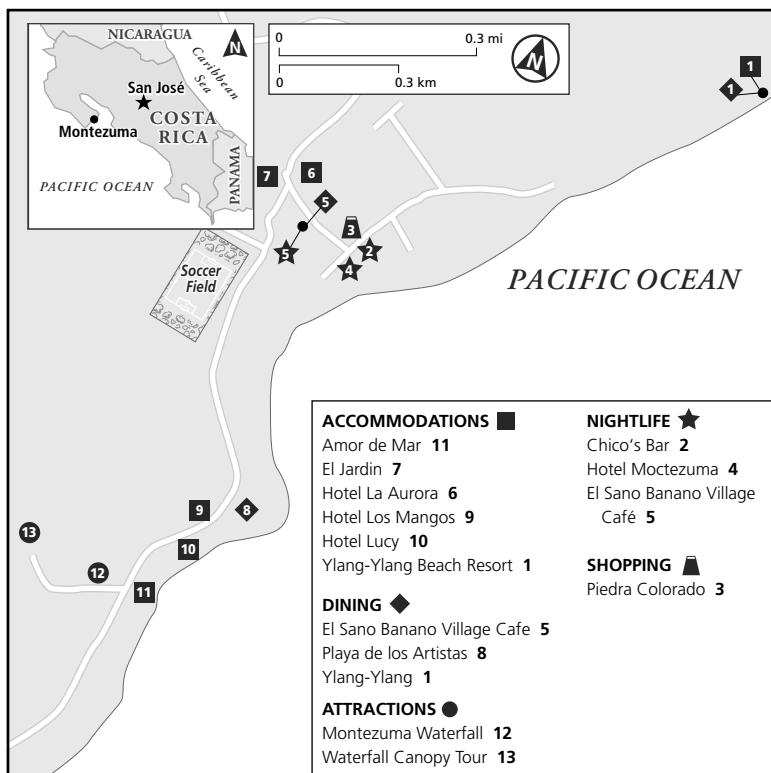 NICARAGUA
N
Caribbean
Sea
San José
COSTA
RICA
Montezuma
PANAMA
PACIFIC OCEAN
0 0.3 mi
0 0.3 km
N
1
1
7
6
5
3
5
2
4
Soccer
Field
PACIFIC OCEAN
9
8
10
13
12
11
ACCOMMODATIONS
Amor de Mar 11
El Jardin 7
Hotel La Aurora 6
Hotel Los Mangos 9
Hotel Lucy 10
Ylang-Ylang Beach Resort 1
DINING
El Sano Banano Village Cafe 5
Playa de los Artistas 8
Ylang-Ylang 1
ATTRACTIONS
Montezuma Waterfall 12
Waterfall Canopy Tour 13
NIGHTLIFE
Chico's Bar 2
Hotel Moctezuma 4
El Sano Banano Village
Café 5
SHOPPING
Piedra Colorado 3